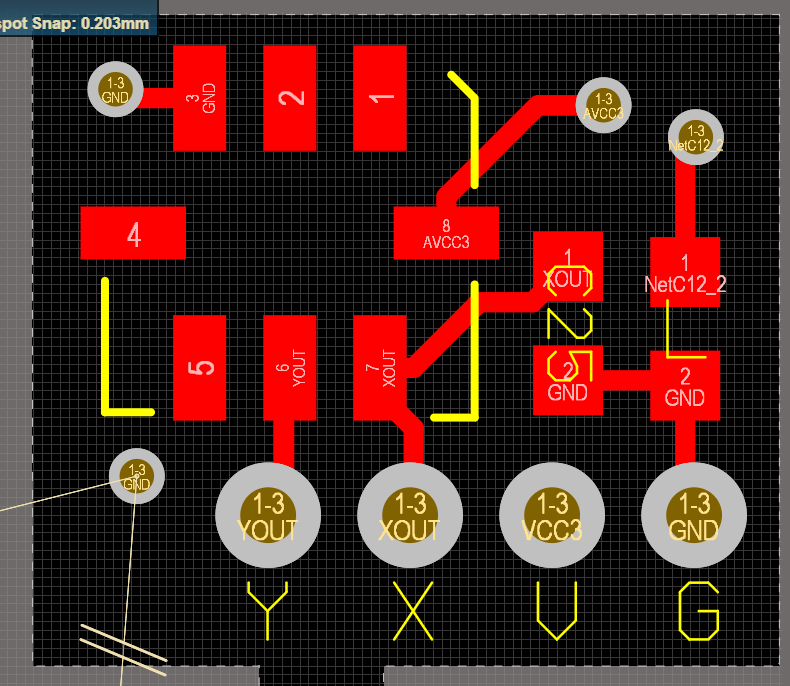 spot Snap: 0.203mm
1-3
GND
3
GND
2
1
1-3
AVCC3
1-3
NetC12_2
4
8
AVCC3
1
XOUT
1
NetC12_2
C25
5
6
YOUT
7
XOUT
2
GND
2
GND
1-3
GND
1-3
YOUT
1-3
XOUT
1-3
VCC3
1-3
GND
Y
X
V
G